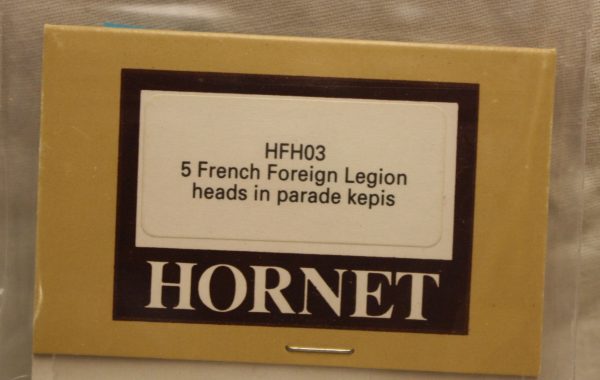 HFH03
5 French Foreign Legion
heads in parade kepis
HORNET